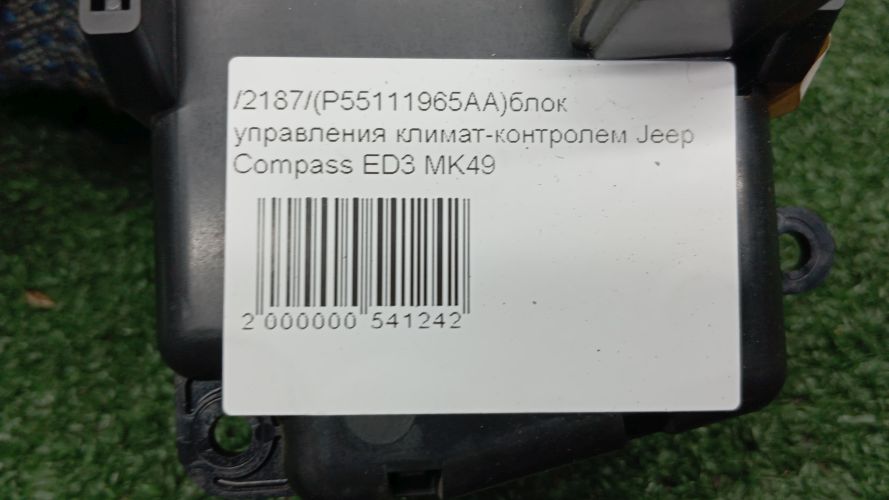 /2187/(P55111965AA)блок
управления климат-контролем Jeep
Compass ED3 MK49
2 000000 541242